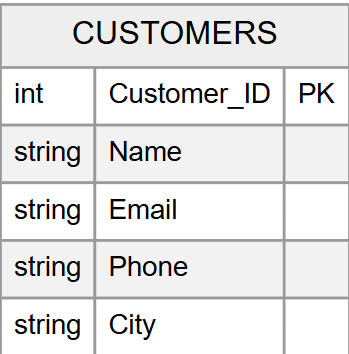 CUSTOMERS
int Customer_ID PK
string Name
string Email
string Phone
string City